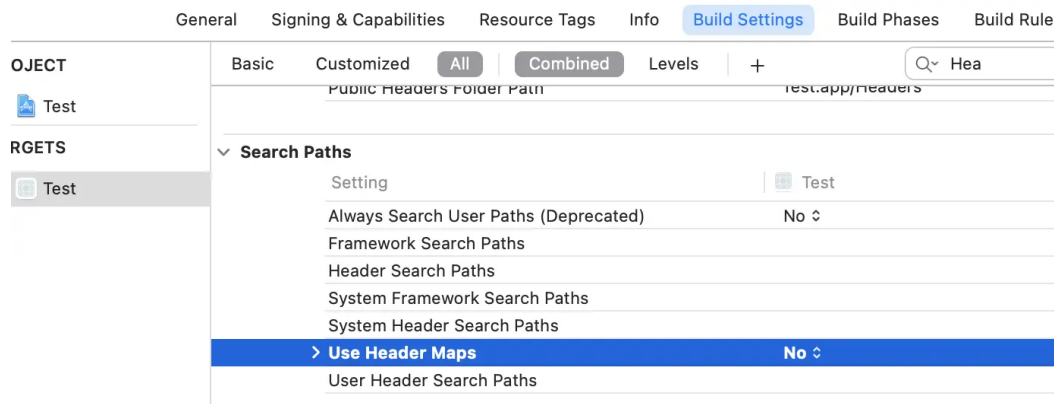 General Signing & Capabilities Resource Tags Info Build Settings Build Phases Build Rule
OJECT
Test
RGETS
Test
Basic Customized All Combined Levels + Hea
Public Headers Folder Path Test.app/Headers
Search Paths
Setting Test
Always Search User Paths (Deprecated) No
Framework Search Paths
Header Search Paths
System Framework Search Paths
System Header Search Paths
Use Header Maps No
User Header Search Paths